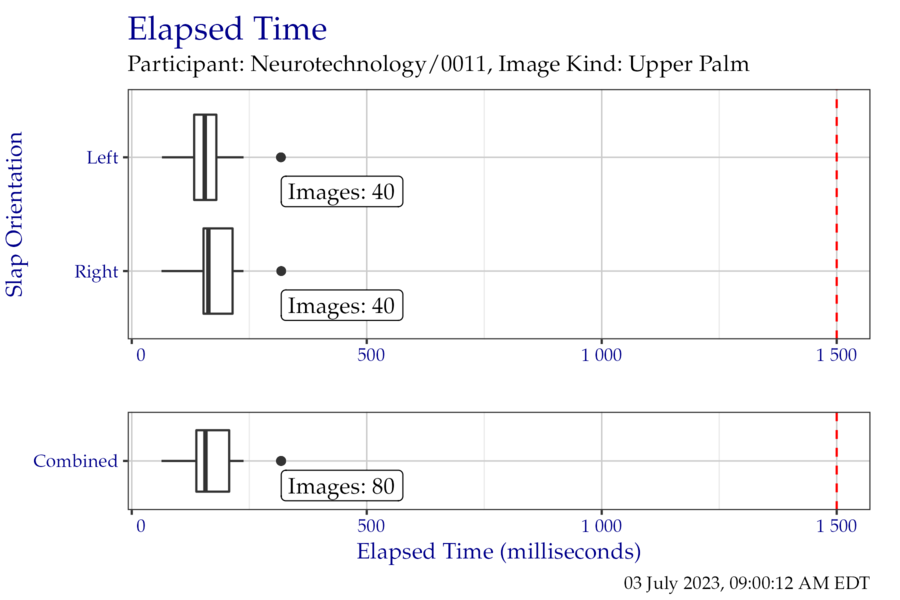 Elapsed Time
Participant: Neurotechnology/0011, Image Kind: Upper Palm
Slap Orientation
Left
Images: 40
Right
Images: 40
0 500 1 000 1 500
Combined
Images: 80
0 500 1 000 1 500
Elapsed Time (milliseconds)
03 July 2023, 09:00:12 AM EDT